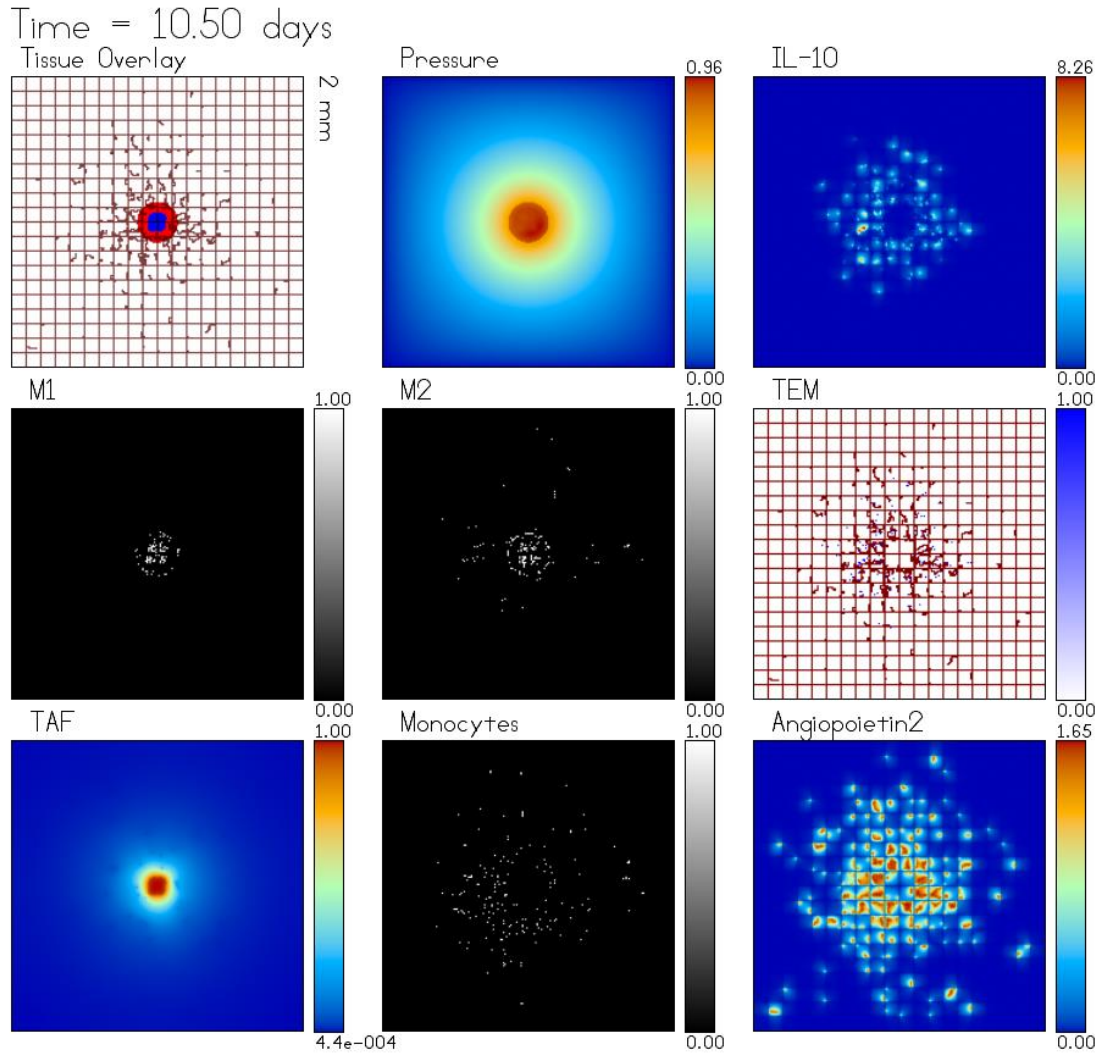 Time = 10.50 days
Tissue Overlay
2 mm
Pressure
0.96
0.00
IL-10
8.26
0.00
M1
1.00
0.00
M2
1.00
0.00
TEM
1.00
0.00
TAF
1.00
4.4e-004
Monocytes
1.00
0.00
Angiopoietin2
1.65
0.00